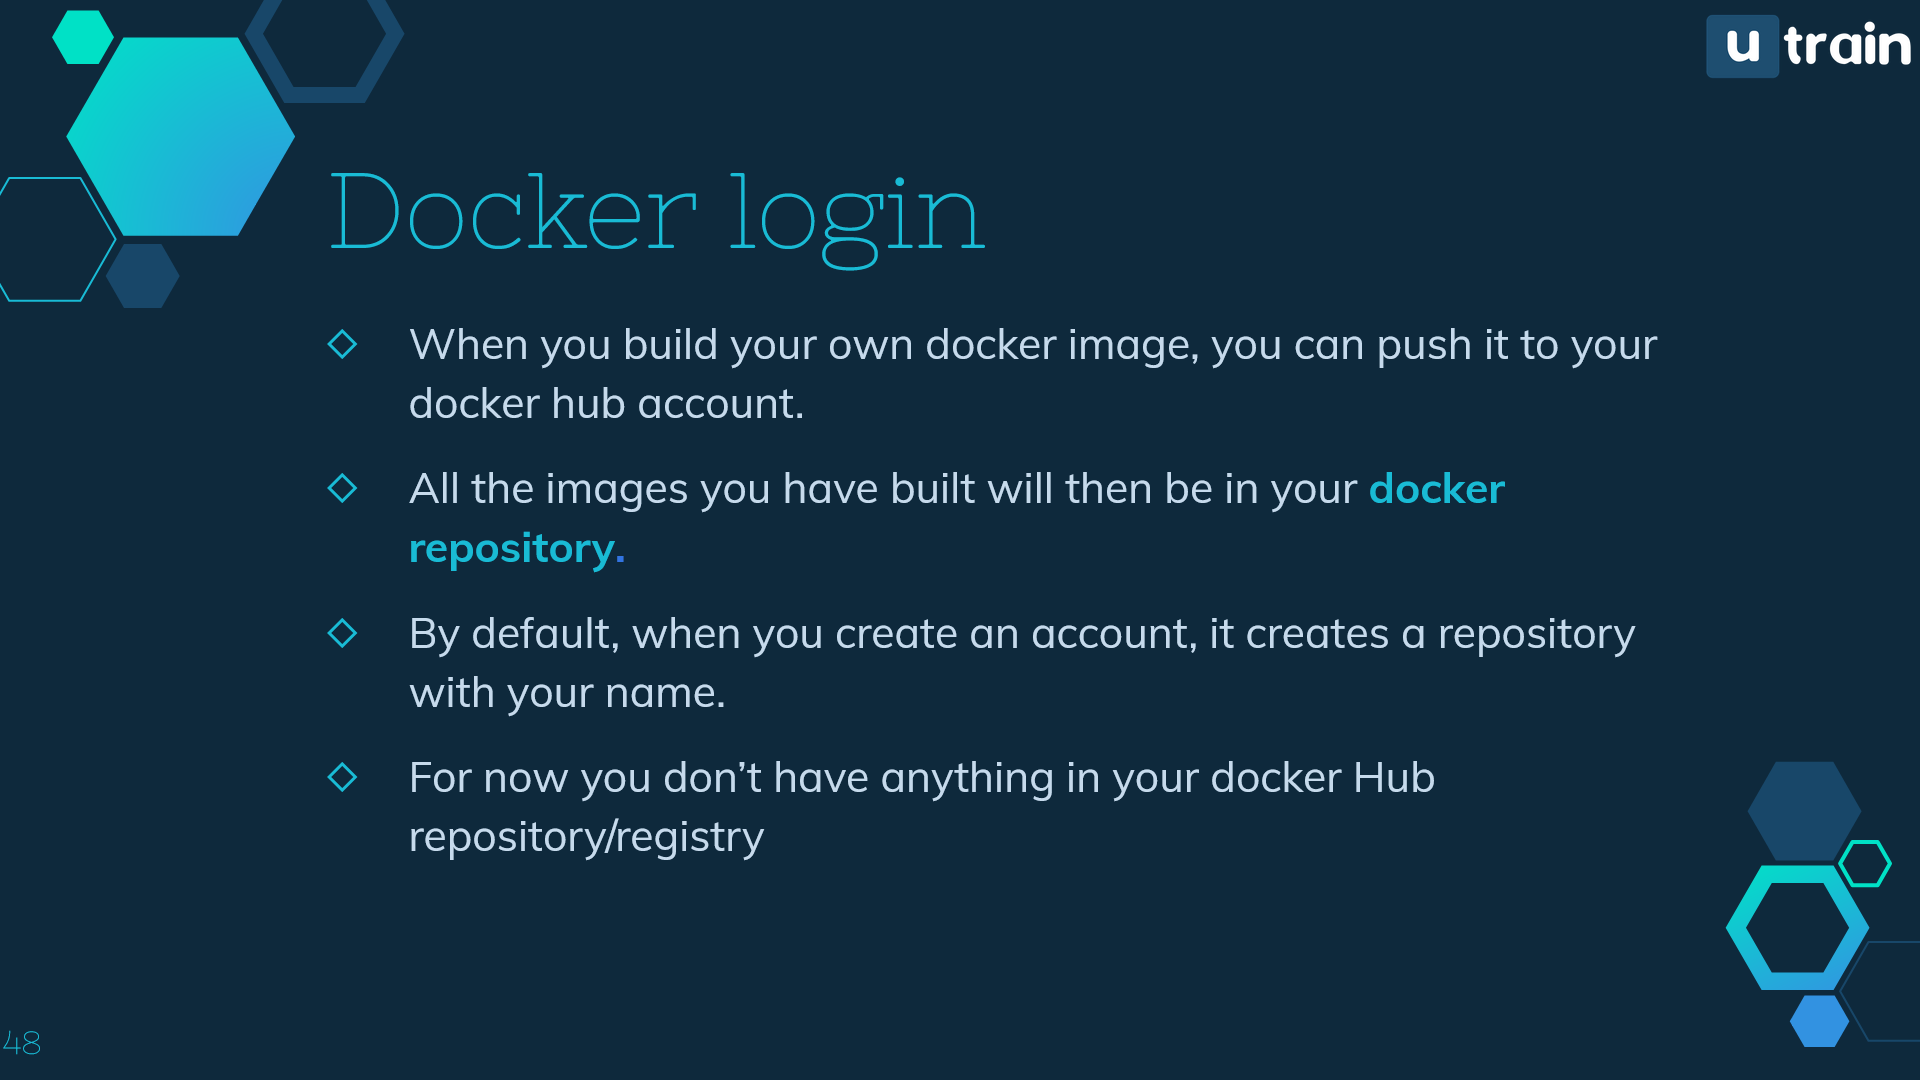 u train
Docker login
When you build your own docker image, you can push it to your
docker hub account.
All the images you have built will then be in your docker
repository.
By default, when you create an account, it creates a repository
with your name.
For now you don’t have anything in your docker Hub
repository/registry
48